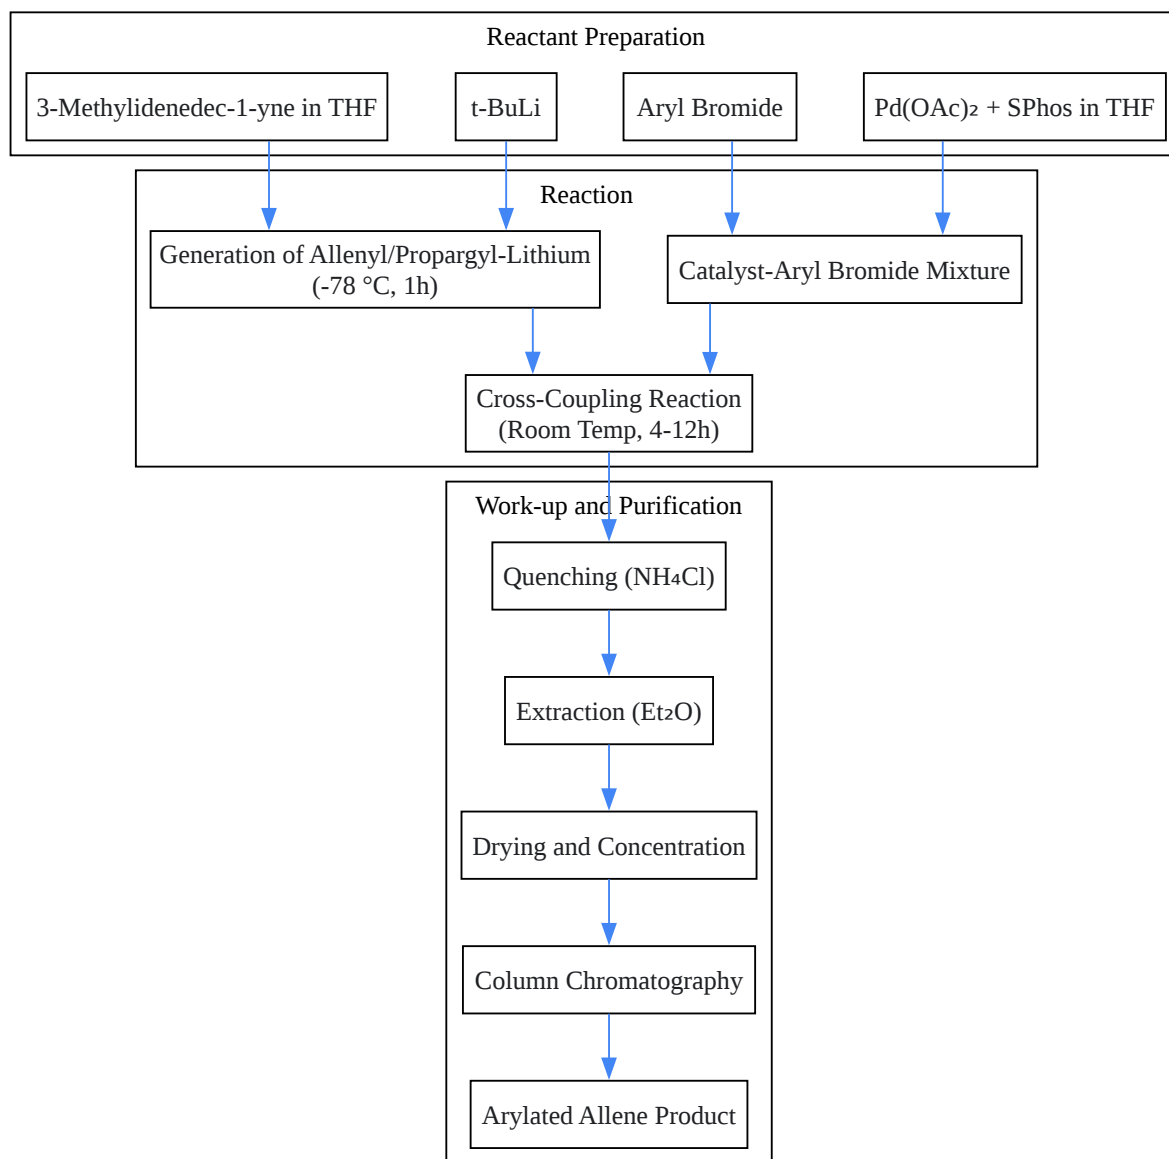 Reactant Preparation
3-Methylidenedec-1-yne in THF
t-BuLi
Aryl Bromide
Pd(OAc)₂ + SPhos in THF
Reaction
Generation of Allenyl/Propargyl-Lithium
(-78 °C, 1h)
Catalyst-Aryl Bromide Mixture
Cross-Coupling Reaction
(Room Temp, 4-12h)
Work-up and Purification
Quenching (NH₄Cl)
Extraction (Et₂O)
Drying and Concentration
Column Chromatography
Arylated Allene Product